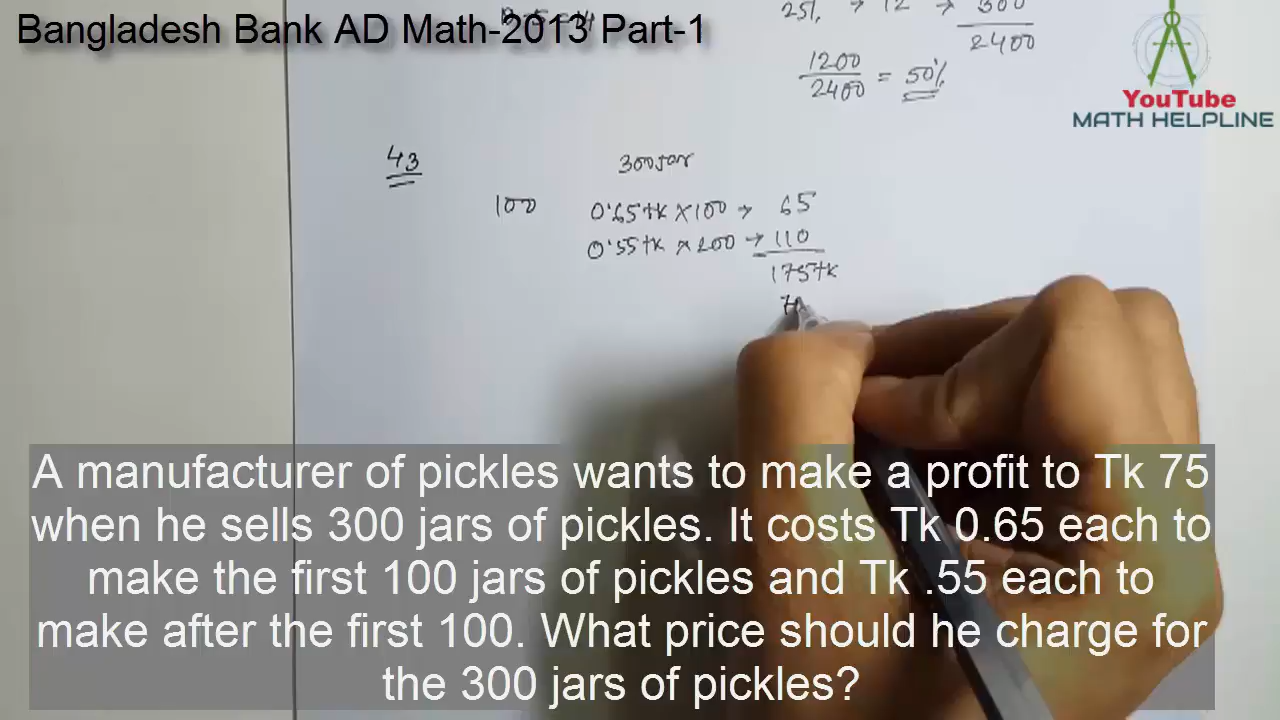 Bangladesh Bank AD Math-2013 Part-1
25% → 12 → 300
2400
1200
2400 = 50%
YouTube
MATH HELPLINE
43
300 Jar
100 0.65tk × 100 → 65
0.55tk × 200 → 110
175tk
A manufacturer of pickles wants to make a profit to Tk 75
when he sells 300 jars of pickles. It costs Tk 0.65 each to
make the first 100 jars of pickles and Tk .55 each to
make after the first 100. What price should he charge for
the 300 jars of pickles?